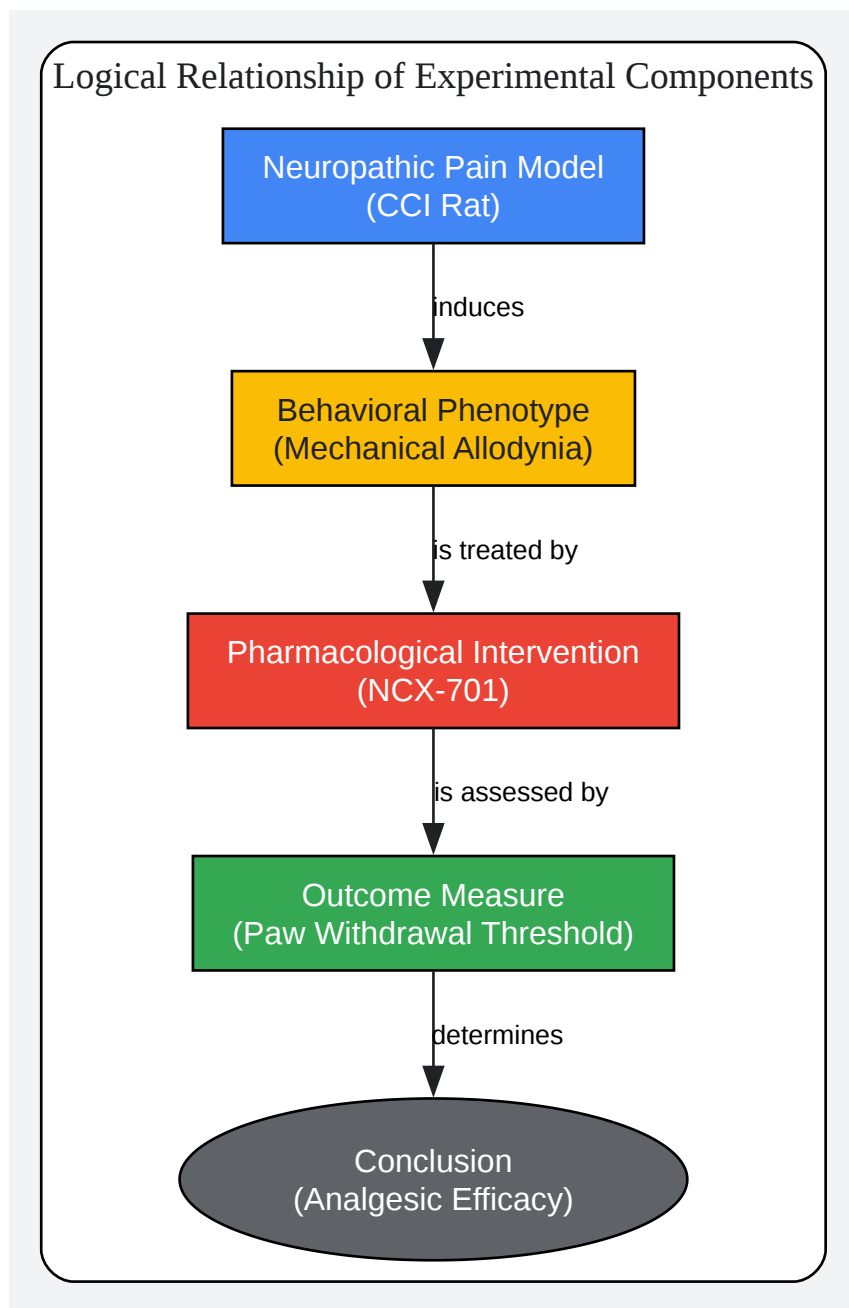 Logical Relationship of Experimental Components
Neuropathic Pain Model
(CCI Rat)
induces
Behavioral Phenotype
(Mechanical Allodynia)
is treated by
Pharmacological Intervention
(NCX-701)
is assessed by
Outcome Measure
(Paw Withdrawal Threshold)
determines
Conclusion
(Analgesic Efficacy)